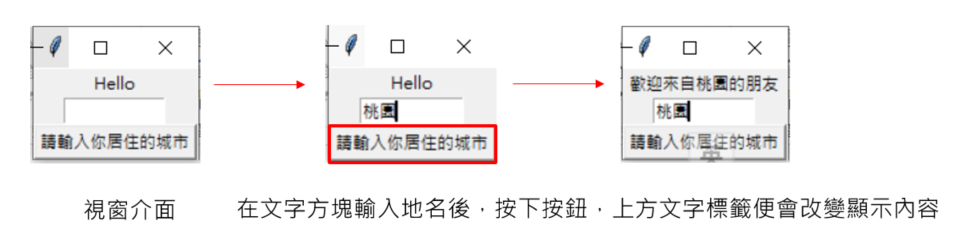 Hello
請輸入你居住的城市
Hello
桃園
請輸入你居住的城市
歡迎來自桃園的朋友
桃園
請輸入你居住的城市
英
視窗介面
在文字方塊輸入地名後，按下按鈕，上方文字標籤便會改變顯示內容